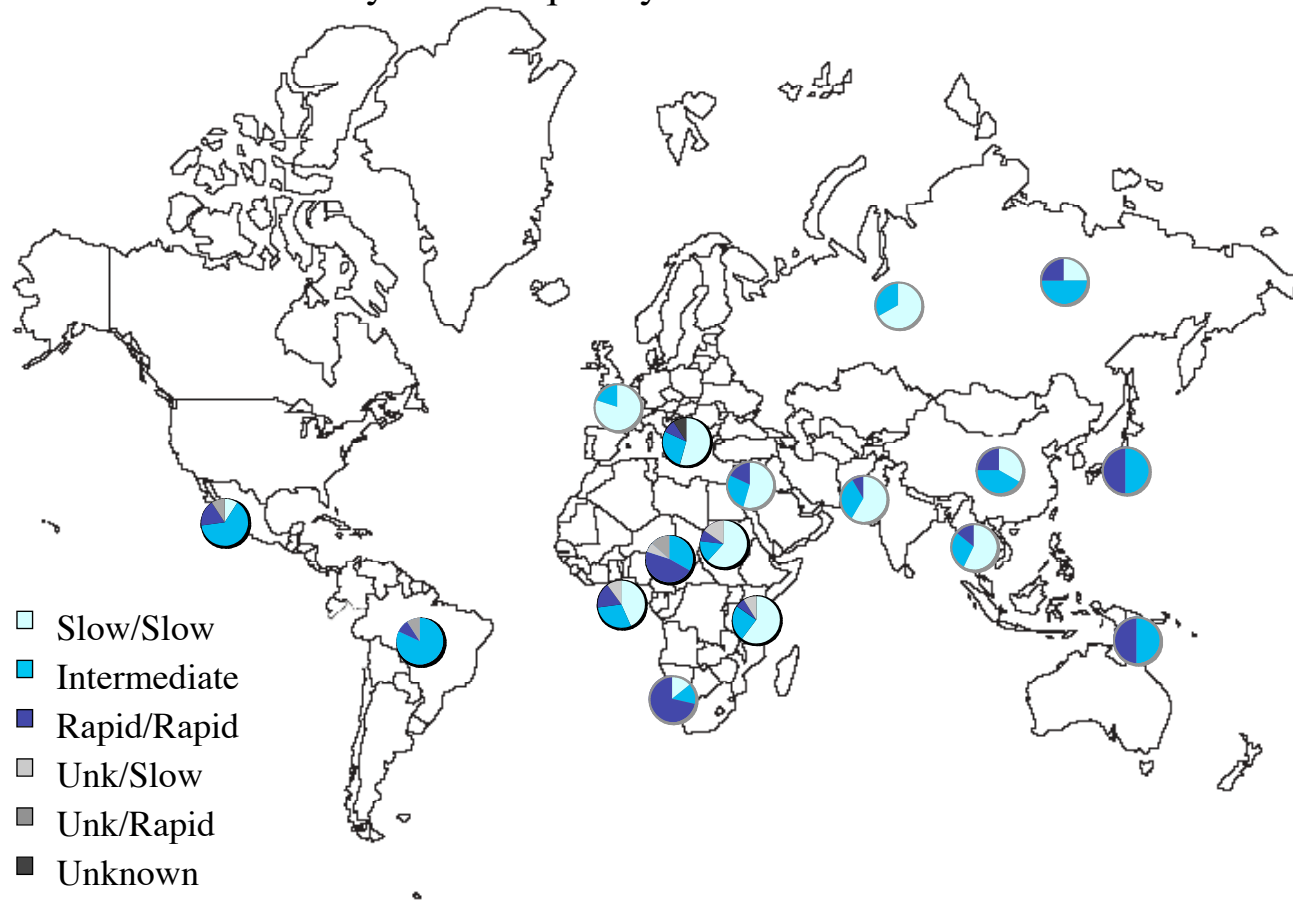 Slow/Slow
Intermediate
Rapid/Rapid
Unk/Slow
Unk/Rapid
Unknown